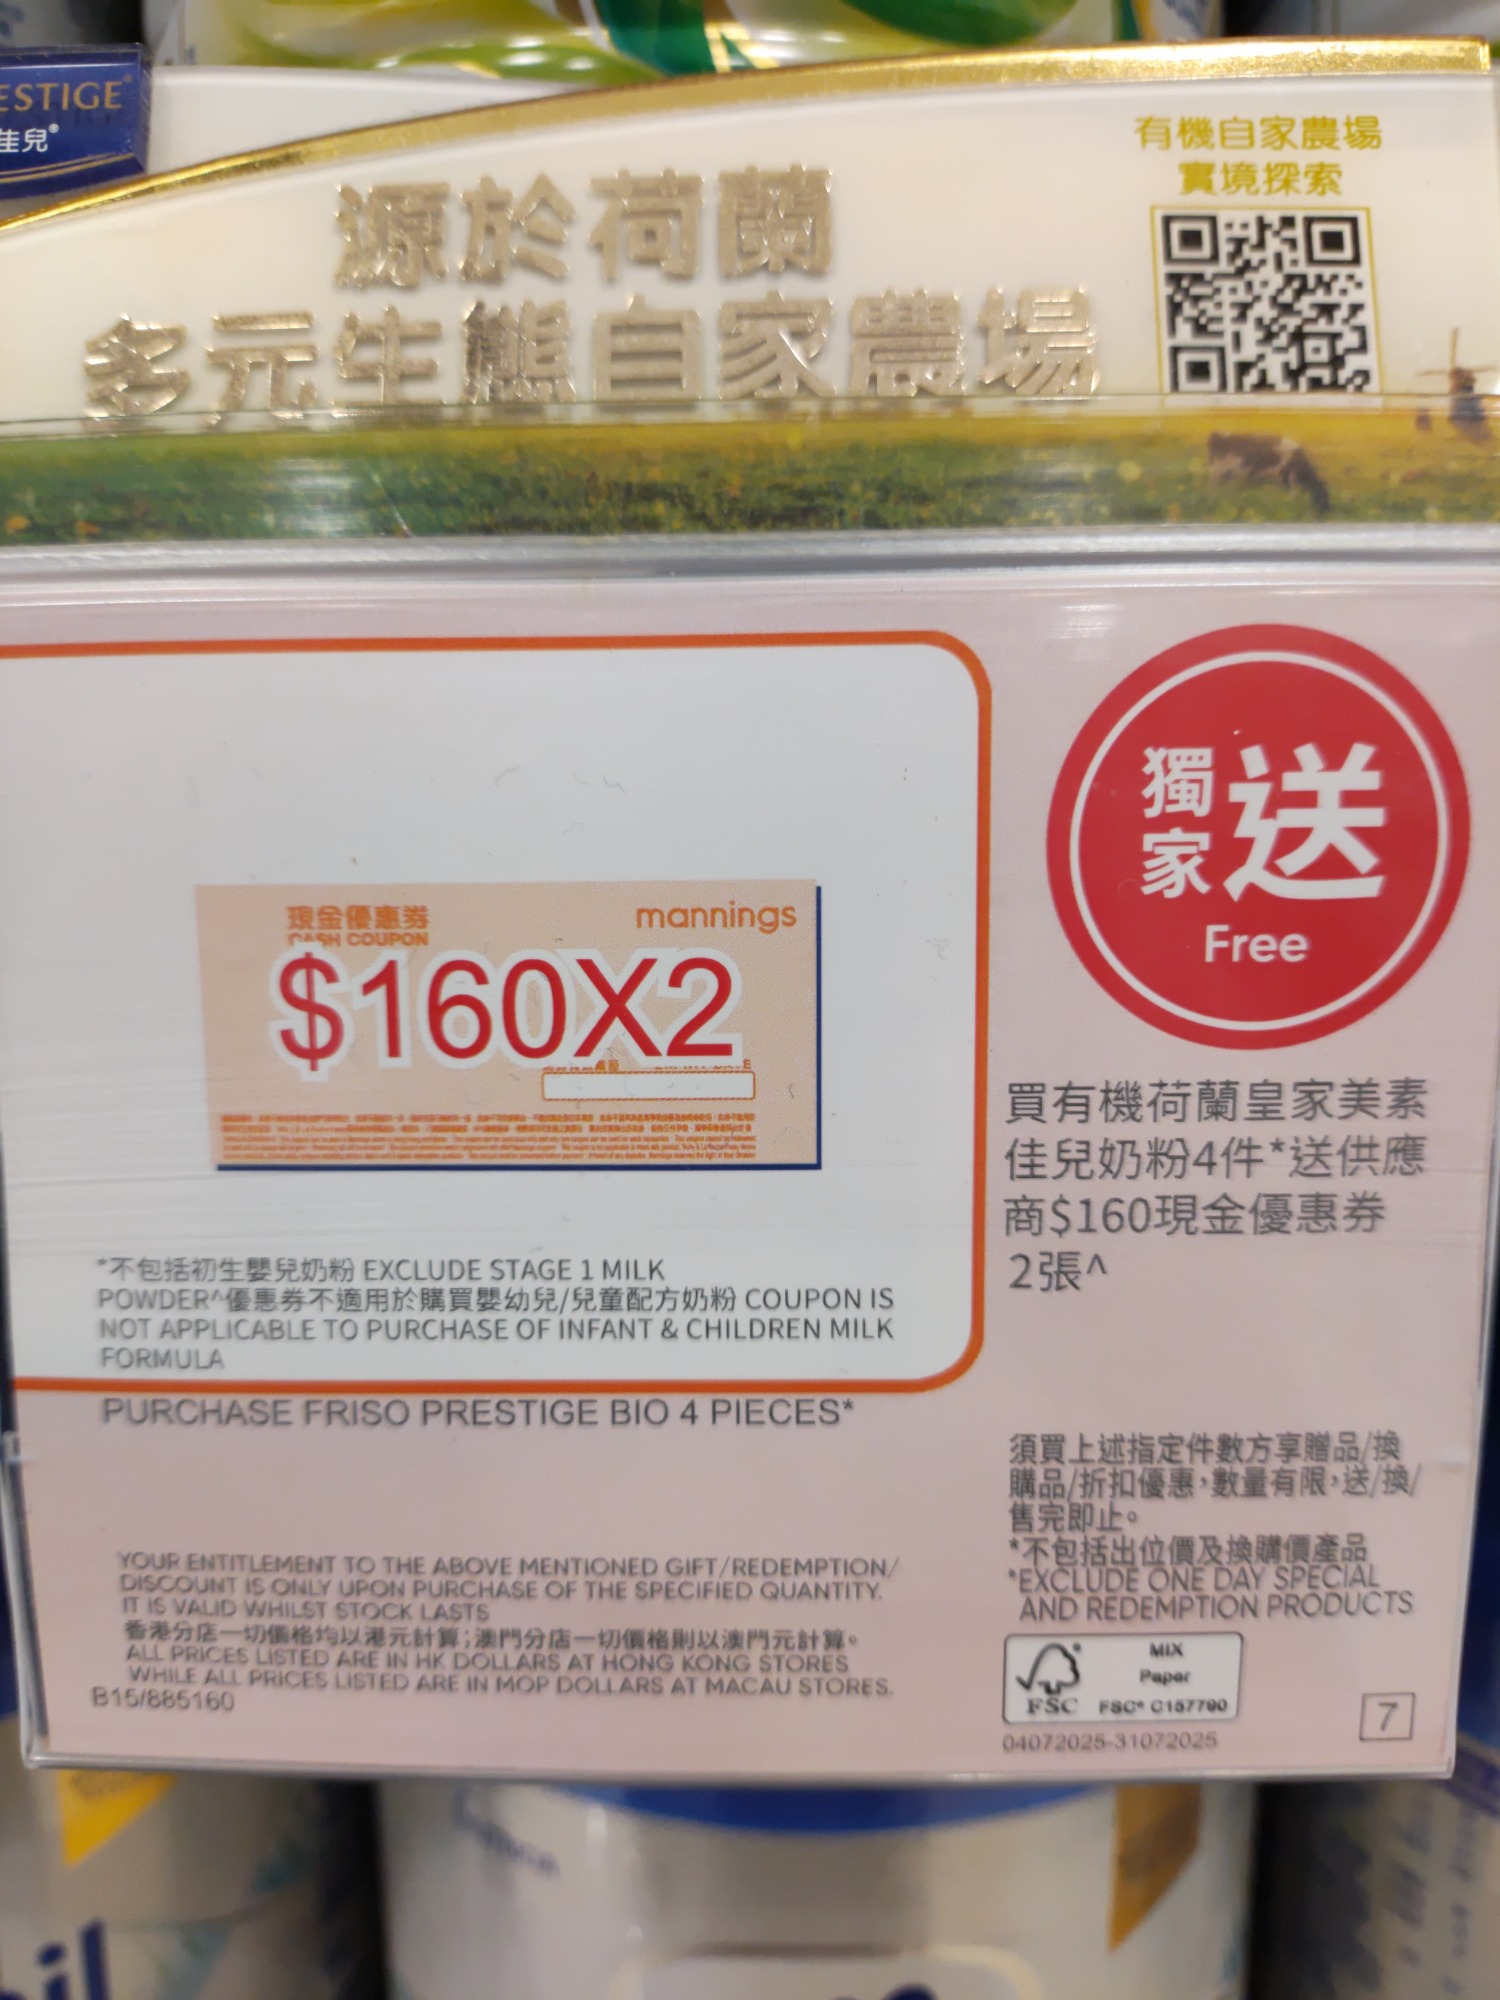 ESTIGE®
佳兒®
有機自家農場
實境探索
源於荷蘭
多元生態自家農場
獨家 送
Free
現金優惠券
mannings
CASH COUPON
$160X2
買有機荷蘭皇家美素
佳兒奶粉4件*送供應
商$160現金優惠券
2張^
*不包括初生嬰兒奶粉 EXCLUDE STAGE 1 MILK
POWDER^優惠券不適用於購買嬰幼兒/兒童配方奶粉 COUPON IS
NOT APPLICABLE TO PURCHASE OF INFANT & CHILDREN MILK
FORMULA
PURCHASE FRISO PRESTIGE BIO 4 PIECES*
須買上述指定件數方享贈品/換
購品/折扣優惠,數量有限,送/換/
售完即止。
*不包括出位價及換購價產品
*EXCLUDE ONE DAY SPECIAL
AND REDEMPTION PRODUCTS
YOUR ENTITLEMENT TO THE ABOVE MENTIONED GIFT/REDEMPTION/
DISCOUNT IS ONLY UPON PURCHASE OF THE SPECIFIED QUANTITY.
IT IS VALID WHILST STOCK LASTS
香港分店一切價格均以港元計算;澳門分店一切價格則以澳門元計算。
ALL PRICES LISTED ARE IN HK DOLLARS AT HONG KONG STORES
WHILE ALL PRICES LISTED ARE IN MOP DOLLARS AT MACAU STORES.
B15/885160
MIX
Paper
FSC
FSC® C157790
04072025-31072025
7